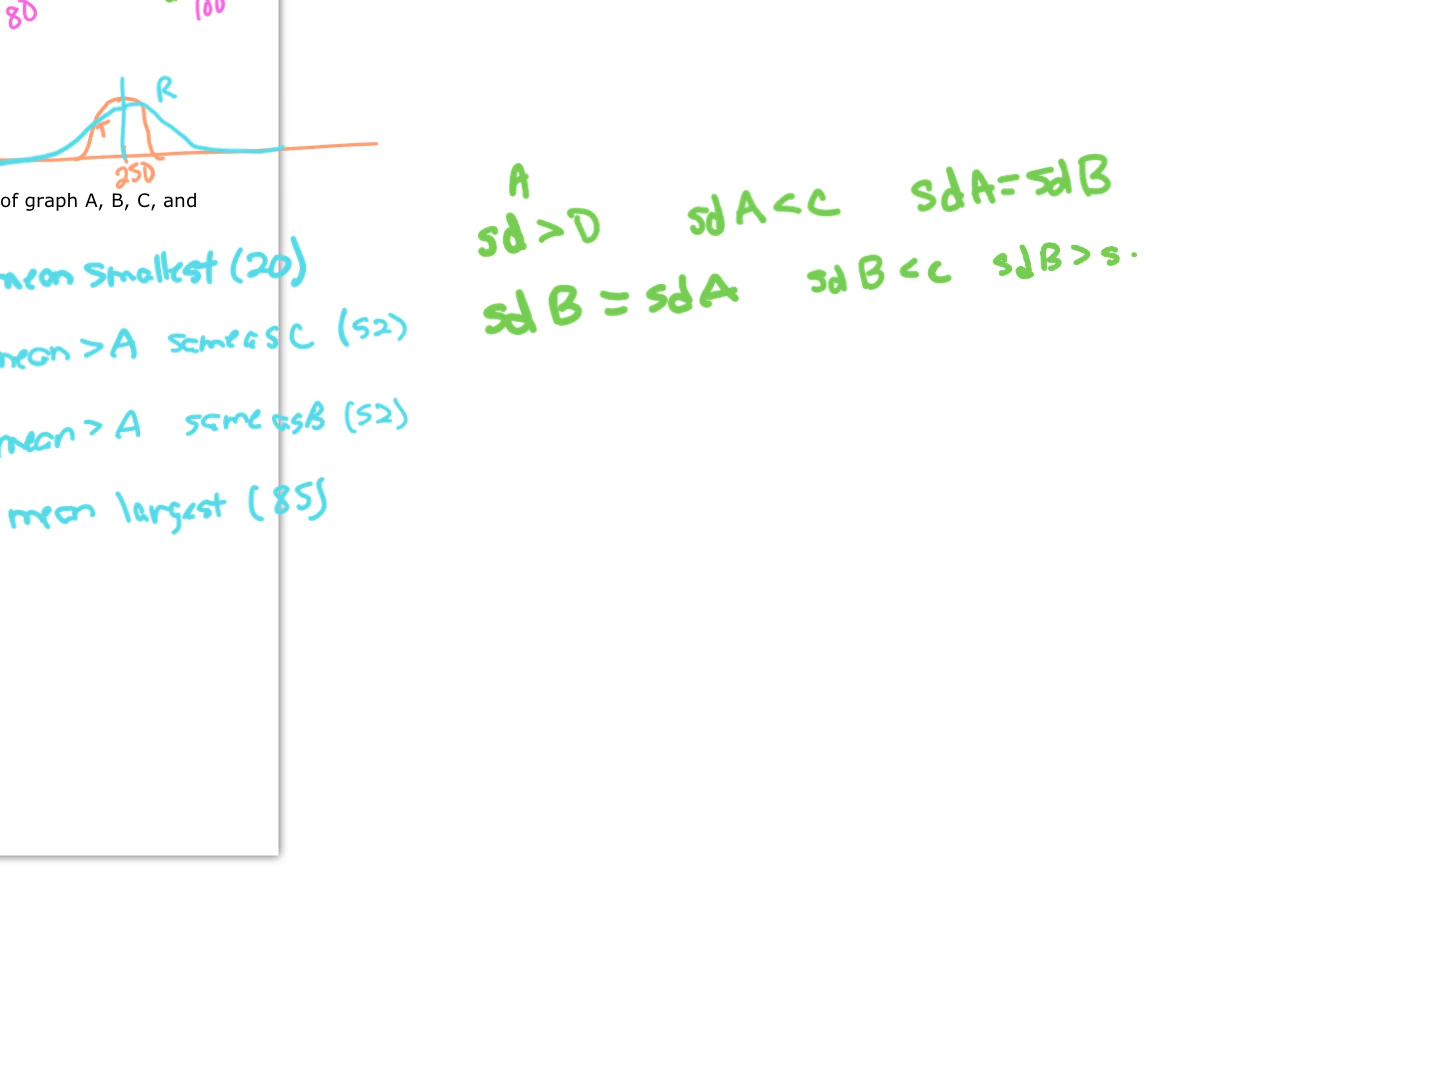 80
100
R
T
250
of graph A, B, C, and
mean smallest (20)
mean > A same as C (52)
mean > A same as B (52)
mean largest (85)
A
sd > D sd A < C sd A = sd B
sd B = sd A sd B < C sd B > s.